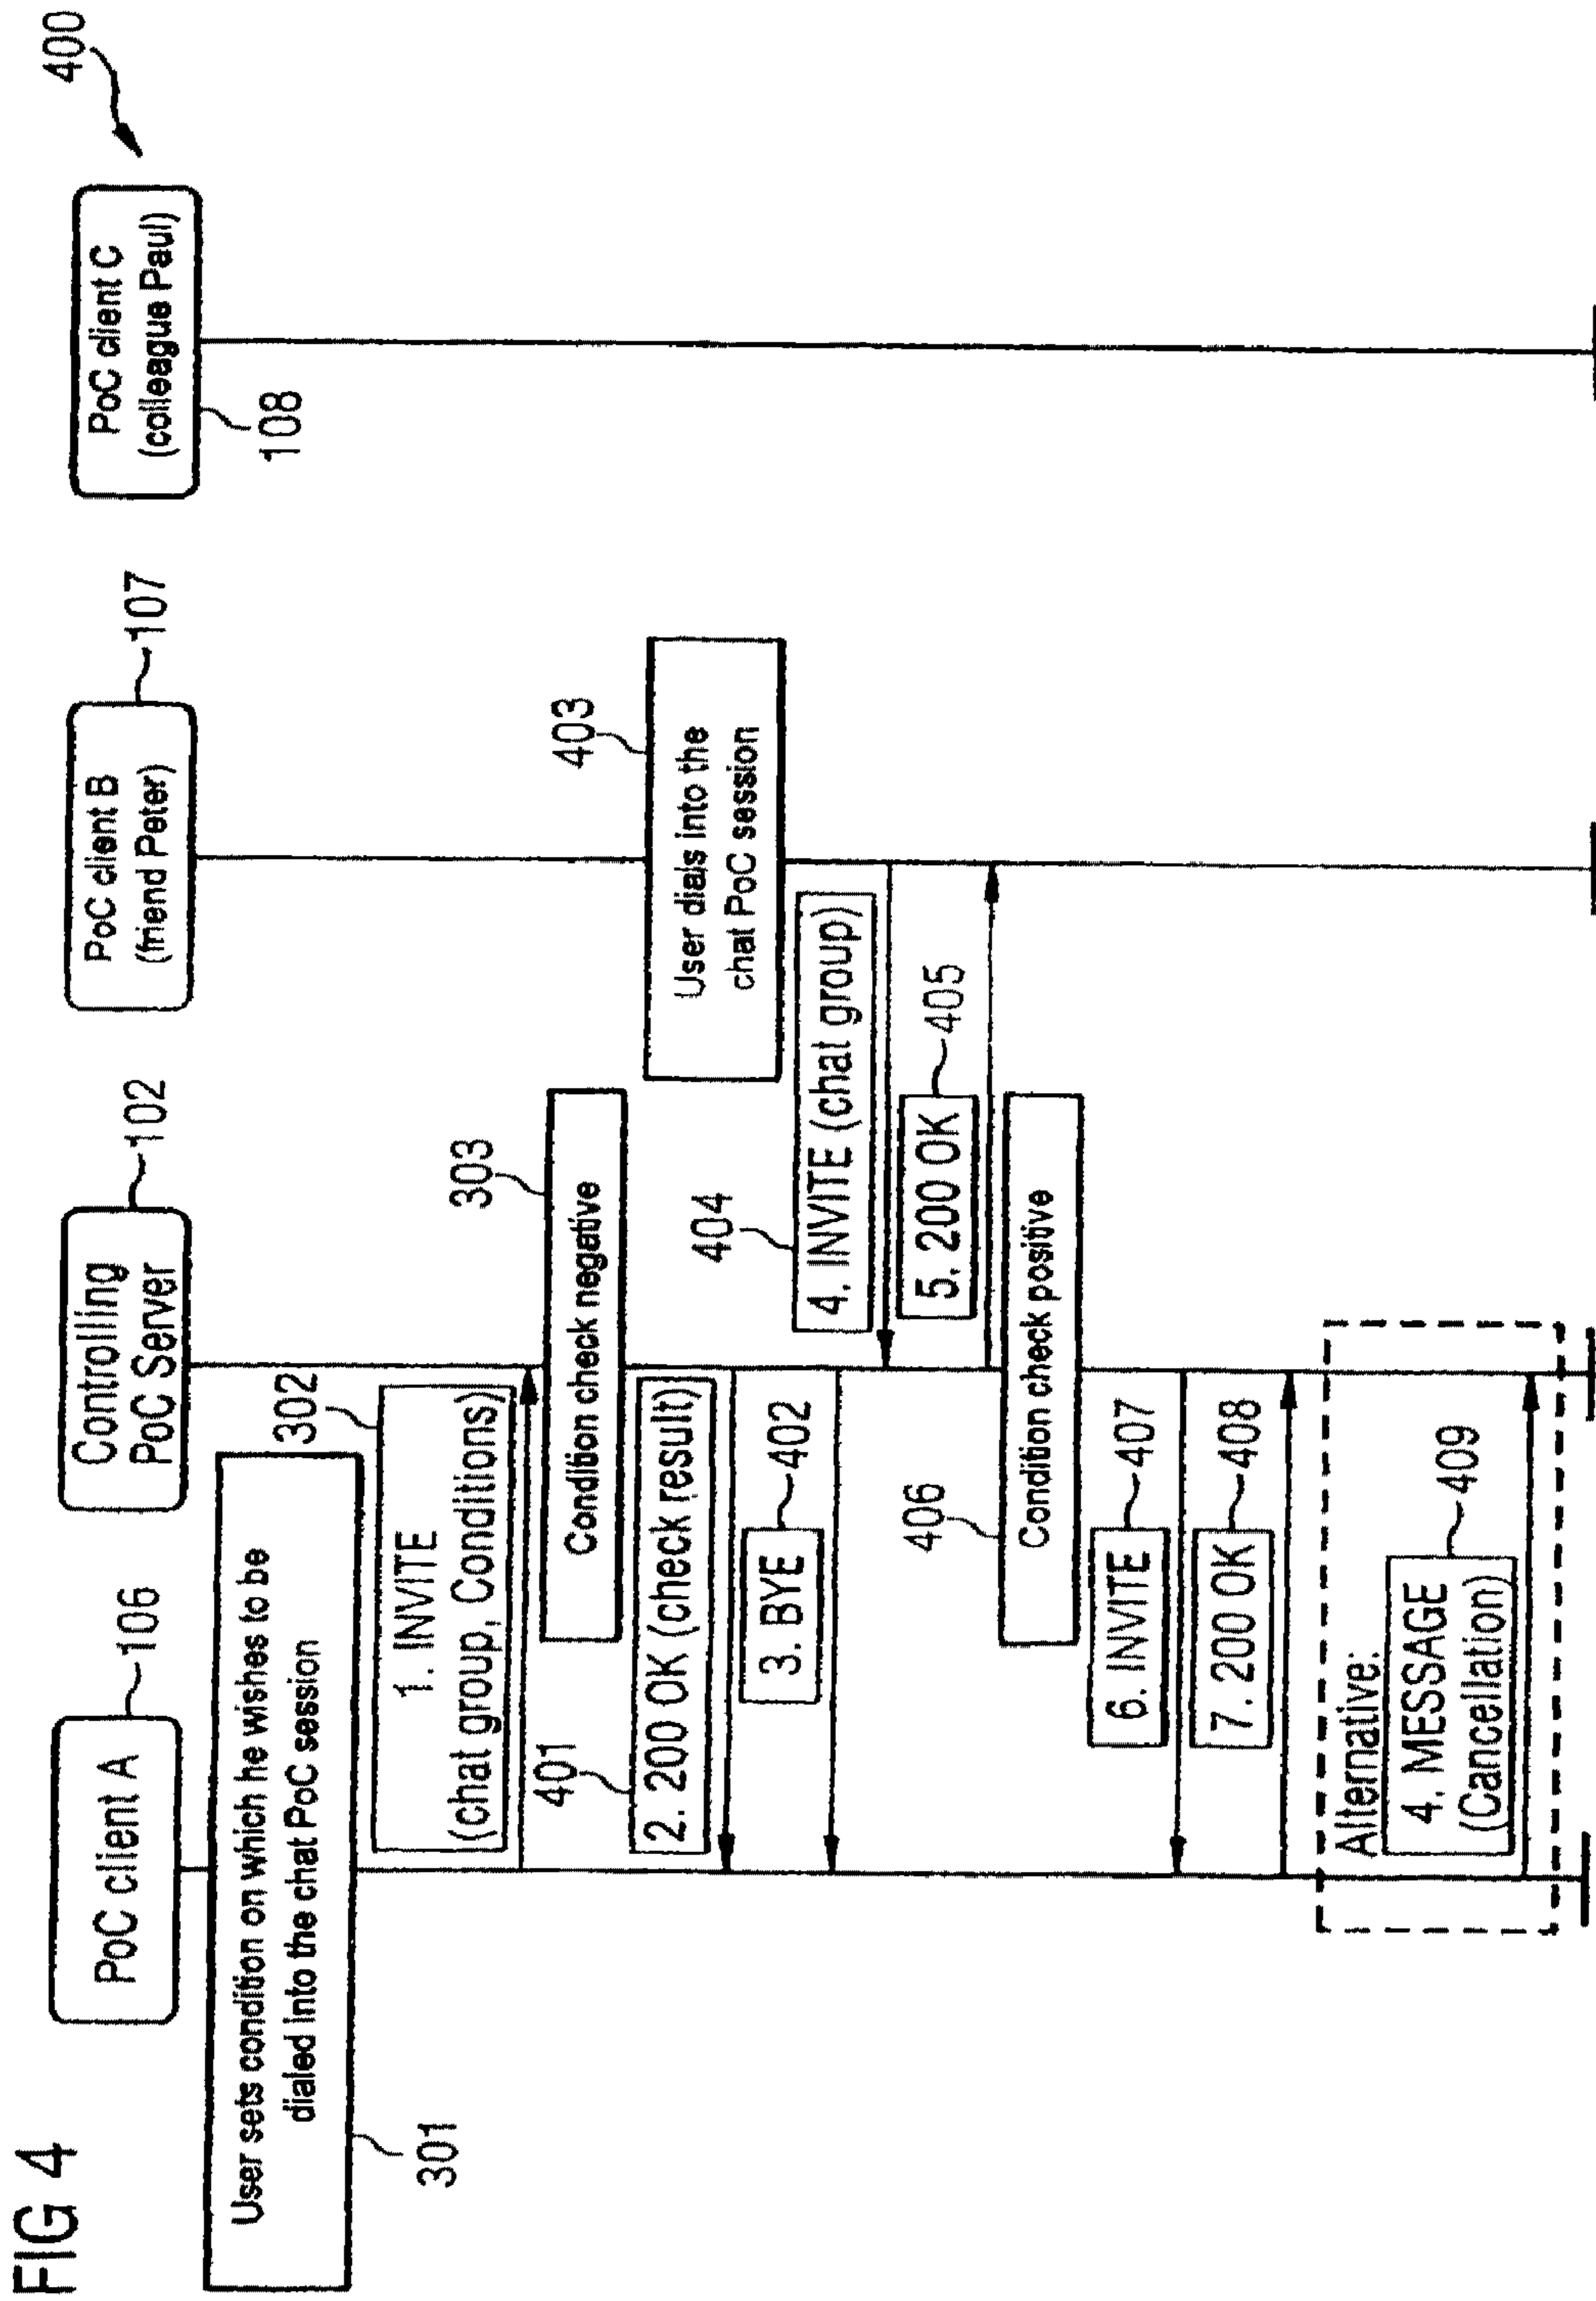 FIG 4
400
PoC client A
106
Controlling
PoC Server
102
PoC client B
(friend Peter)
107
PoC client C
(colleague Paul)
108
User sets condition on which he wishes to be
dialed into the chat PoC session
301
302
1. INVITE
(chat group, Conditions)
303
Condition check negative
401
2. 200 OK (check result)
3. BYE
402
403
User dials into the
chat PoC session
404
4. INVITE (chat group)
5. 200 OK
405
406
Condition check positive
6. INVITE
407
7. 200 OK
408
Alternative:
4. MESSAGE
(Cancellation)
409